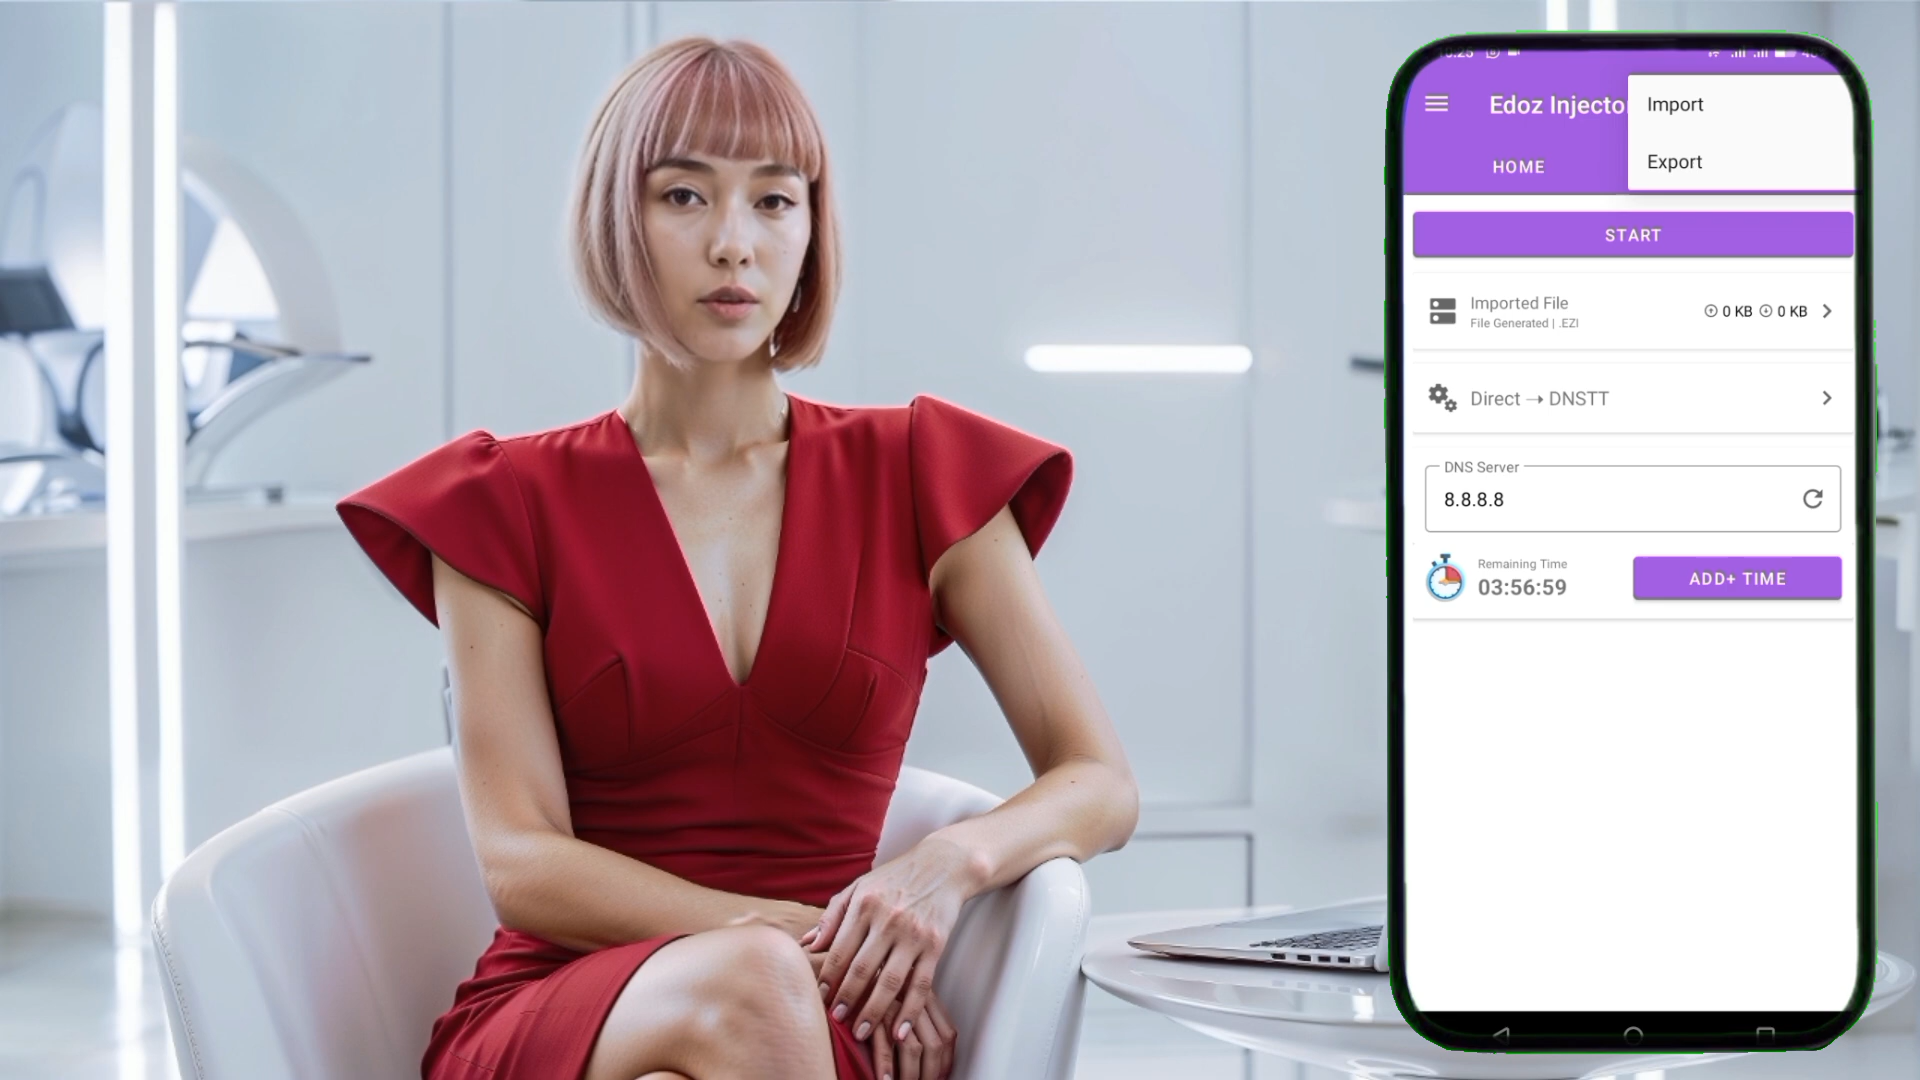 Edoz Injector
Import
Export
HOME
START
Imported File
File Generated | .EZI
0 KB 0 KB
Direct → DNSTT
DNS Server
8.8.8.8
Remaining Time
03:56:59
ADD+ TIME